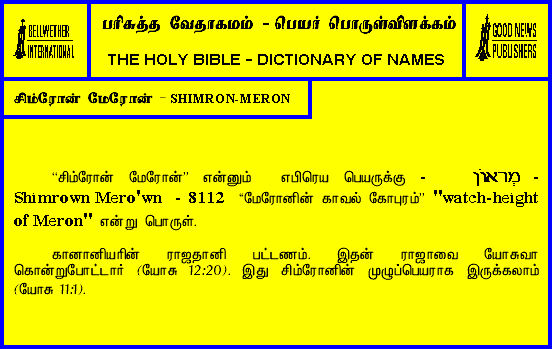 BELLWETHER
INTERNATIONAL
பரிசுத்த வேதாகமம் - பெயர் பொருள்விளக்கம்
THE HOLY BIBLE - DICTIONARY OF NAMES
GOOD NEWS
PUBLISHERS
சிம்ரோன் மேரோன் - SHIMRON-MERON
“சிம்ரோன் மேரோன்” என்னும் எபிரெய பெயருக்கு - מְראוֹן -
Shimrown Mero'wn - 8112 “மேரோனின் காவல் கோபுரம்” "watch-height
of Meron" என்று பொருள்.
கானானியரின் ராஜதானி பட்டணம். இதன் ராஜாவை யோசுவா
கொன்றுபோட்டார் (யோசு 12:20). இது சிம்ரோனின் முழுப்பெயராக இருக்கலாம்
(யோசு 11:1).